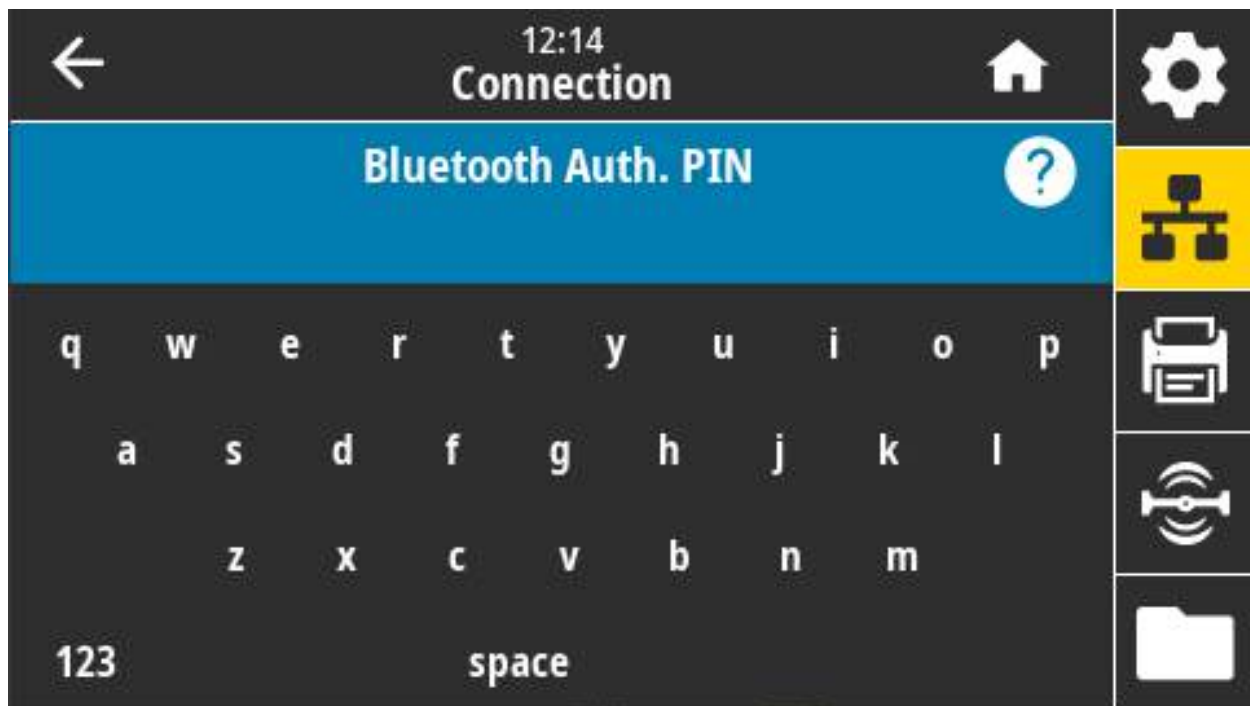 12:14
Connection
Bluetooth Auth. PIN
?
q w e r t y u i o p
a s d f g h j k l
z x c v b n m
123 space